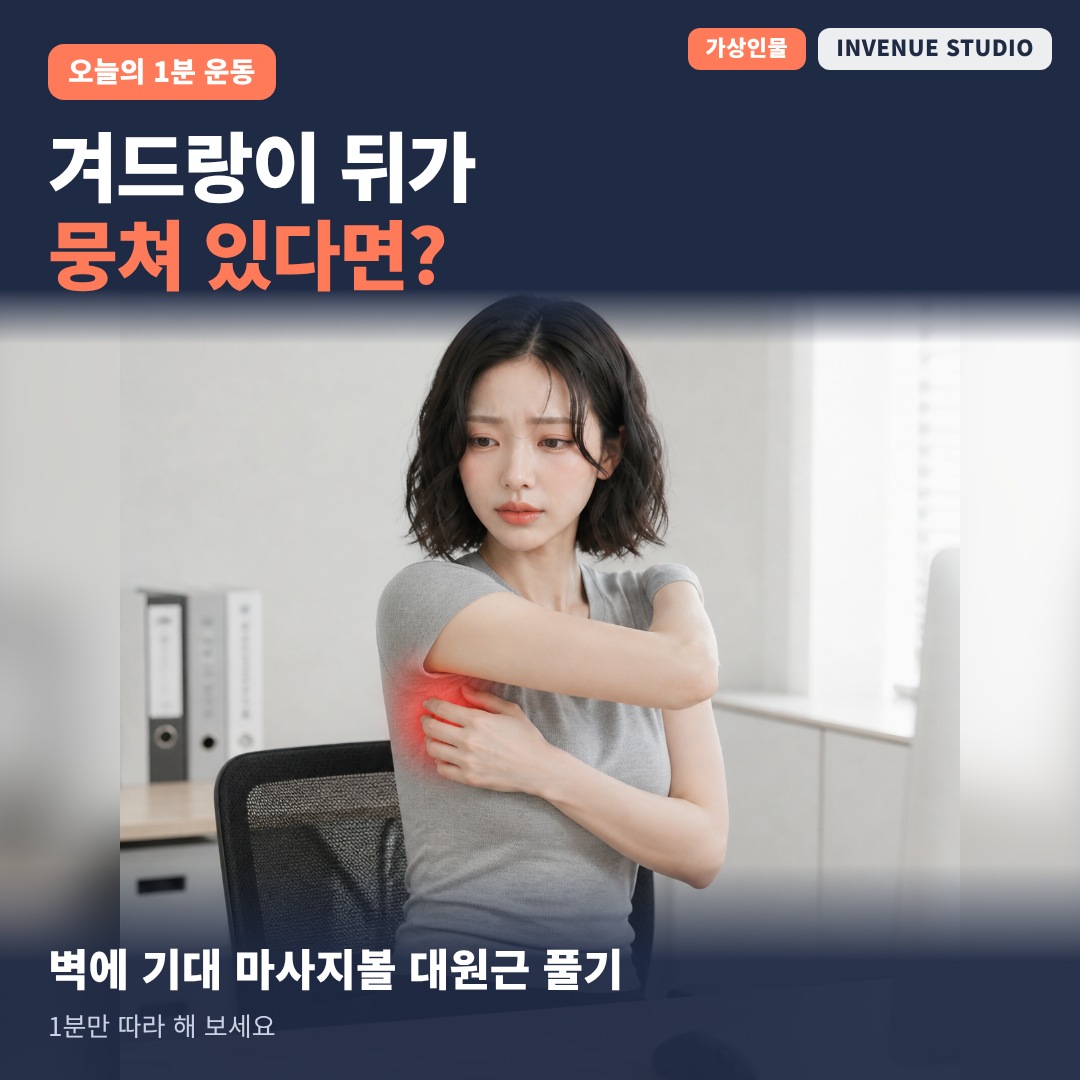 오늘의 1분 운동
가상인물
INVENUE STUDIO
겨드랑이 뒤가
뭉쳐 있다면?
벽에 기대 마사지볼 대원근 풀기
1분만 따라 해 보세요